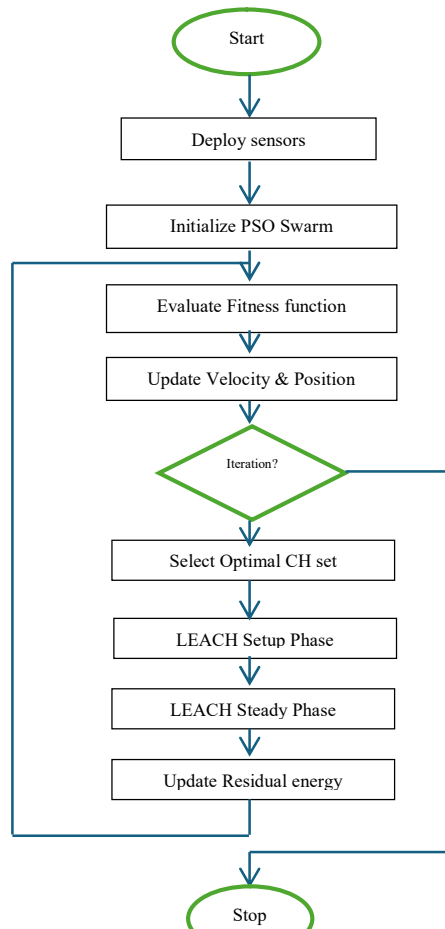 Start
Deploy sensors
Initialize PSO Swarm
Evaluate Fitness function
Update Velocity & Position
Iteration?
Select Optimal CH set
LEACH Setup Phase
LEACH Steady Phase
Update Residual energy
Stop